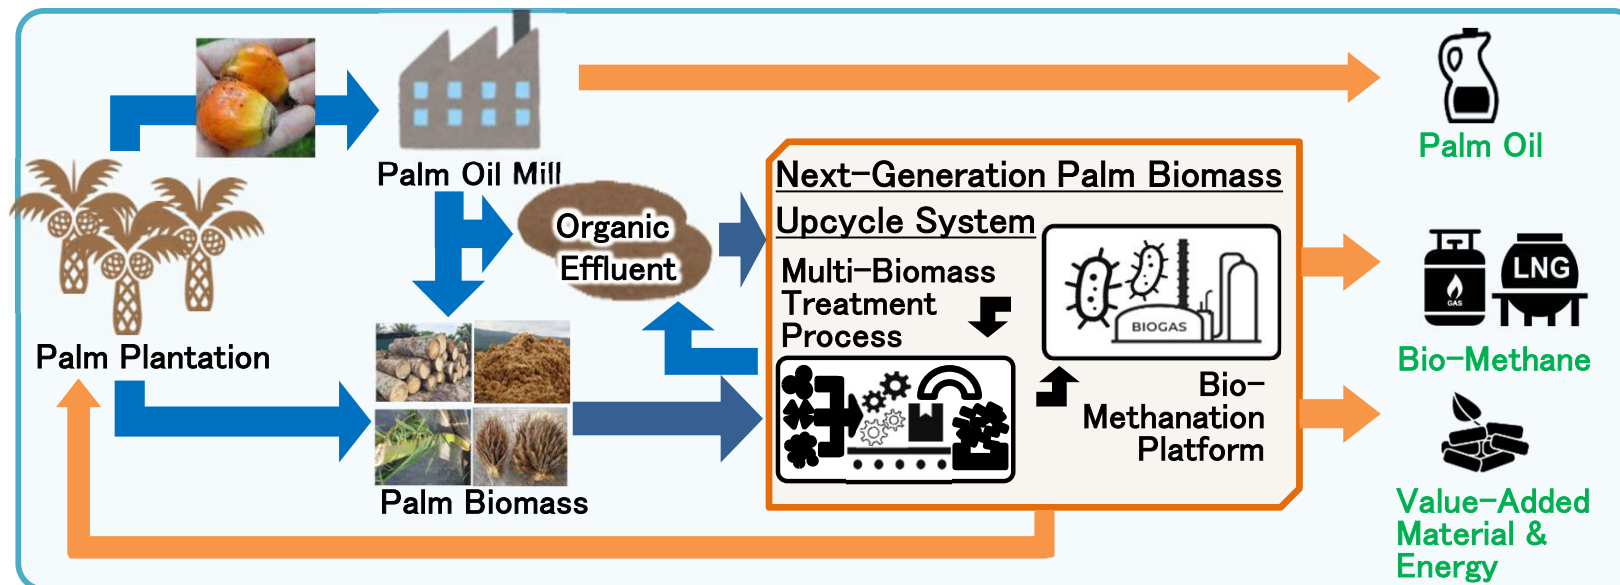 Palm Oil Mill
Palm Oil
Next-Generation Palm Biomass
Upcycle System
Organic
Effluent
Multi-Biomass
Treatment
Process
BIOGAS
GAS
LNG
Palm Plantation
Bio-Methane
Bio-
Methanation
Platform
Palm Biomass
Value-Added
Material &
Energy